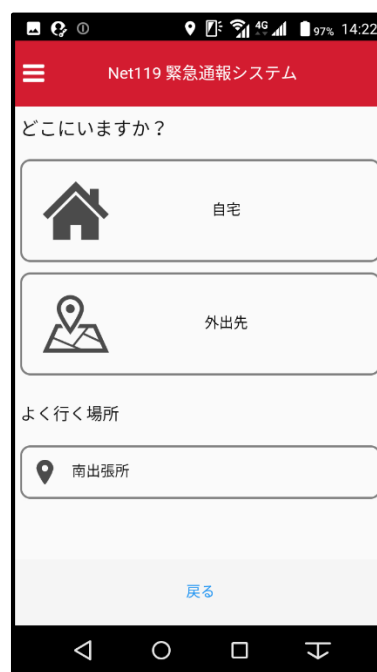 4G 97% 14:22
Net119 緊急通報システム
どこにいますか？
自宅
外出先
よく行く場所
南出張所
戻る